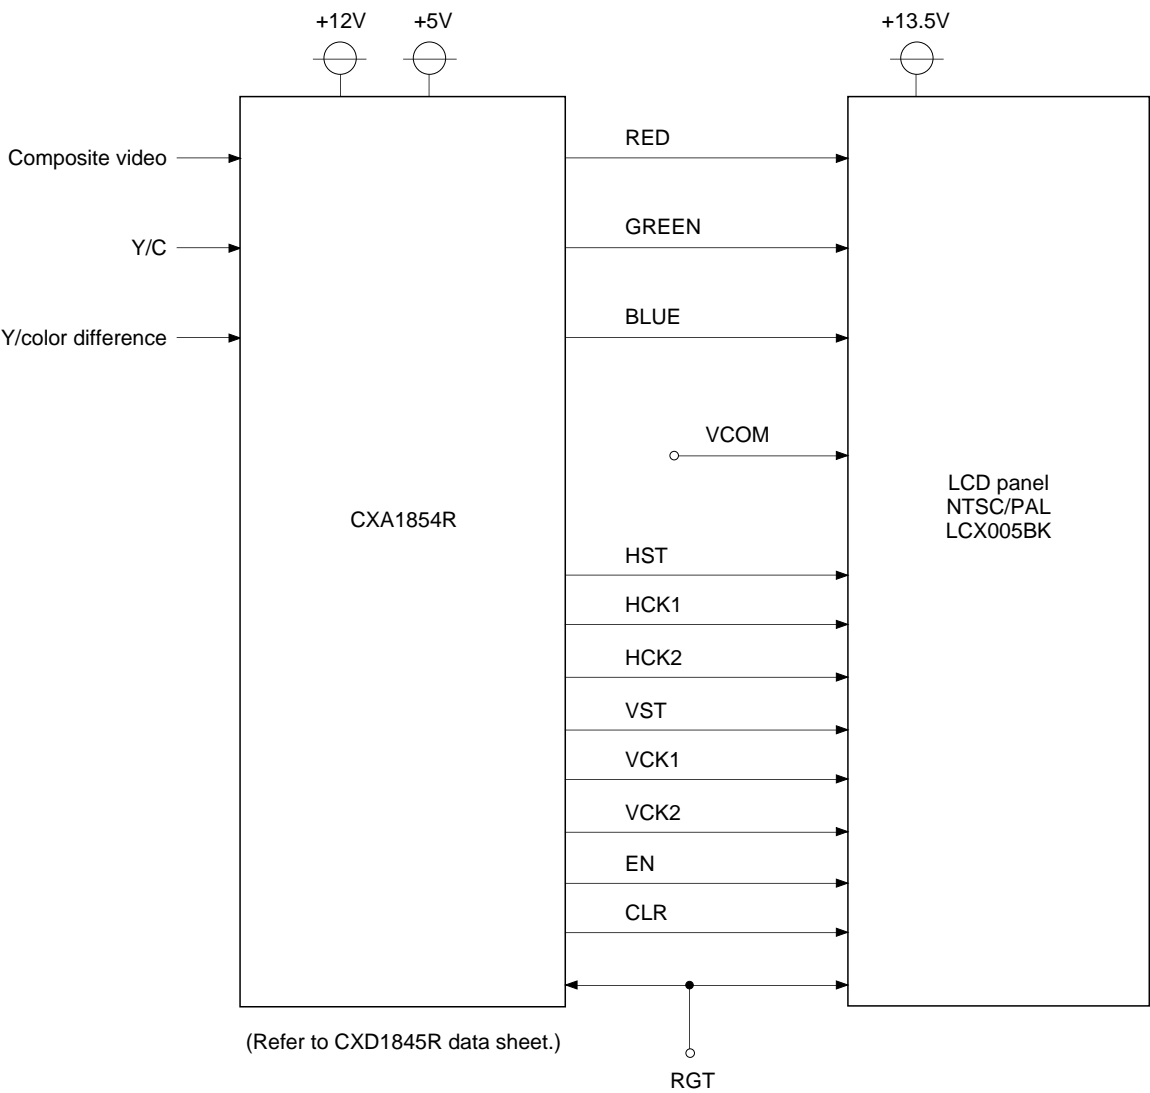 +12V
+5V
+13.5V
Composite video
RED
Y/C
GREEN
Y/color difference
BLUE
VCOM
LCD panel
NTSC/PAL
LCX005BK
CXA1854R
HST
HCK1
HCK2
VST
VCK1
VCK2
EN
CLR
(Refer to CXD1845R data sheet.)
RGT